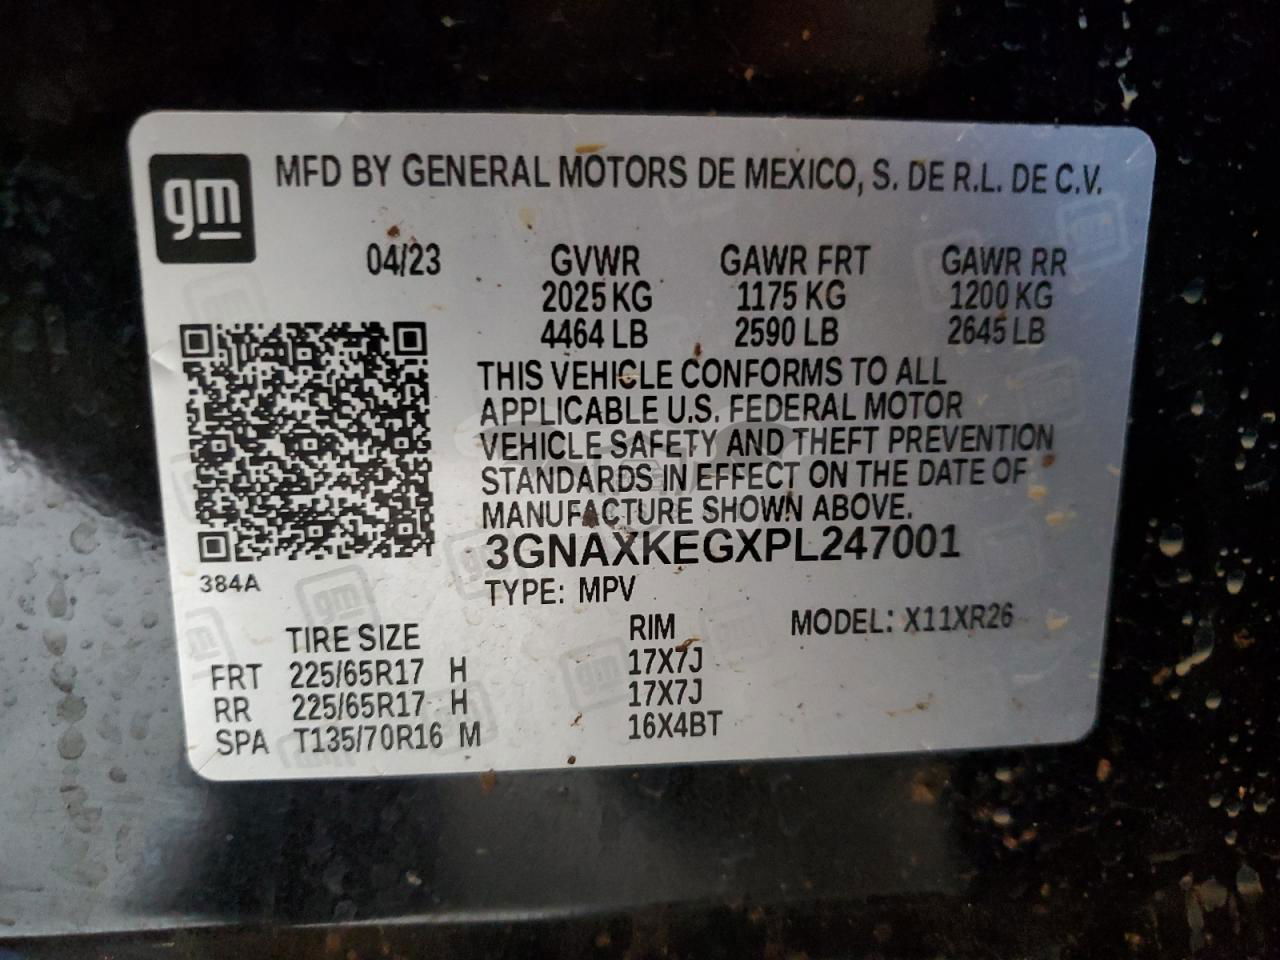 gm
MFD BY GENERAL MOTORS DE MEXICO, S. DE R.L. DE C.V.
04/23 GVWR GAWR FRT GAWR RR
2025 KG 1175 KG 1200 KG
4464 LB 2590 LB 2645 LB
THIS VEHICLE CONFORMS TO ALL
APPLICABLE U.S. FEDERAL MOTOR
VEHICLE SAFETY AND THEFT PREVENTION
STANDARDS IN EFFECT ON THE DATE OF
MANUFACTURE SHOWN ABOVE.
3GNAXKEGXPL247001
384A
TYPE: MPV
TIRE SIZE RIM MODEL: X11XR26
FRT 225/65R17 H 17X7J
RR 225/65R17 H 17X7J
SPA T135/70R16 M 16X4BT